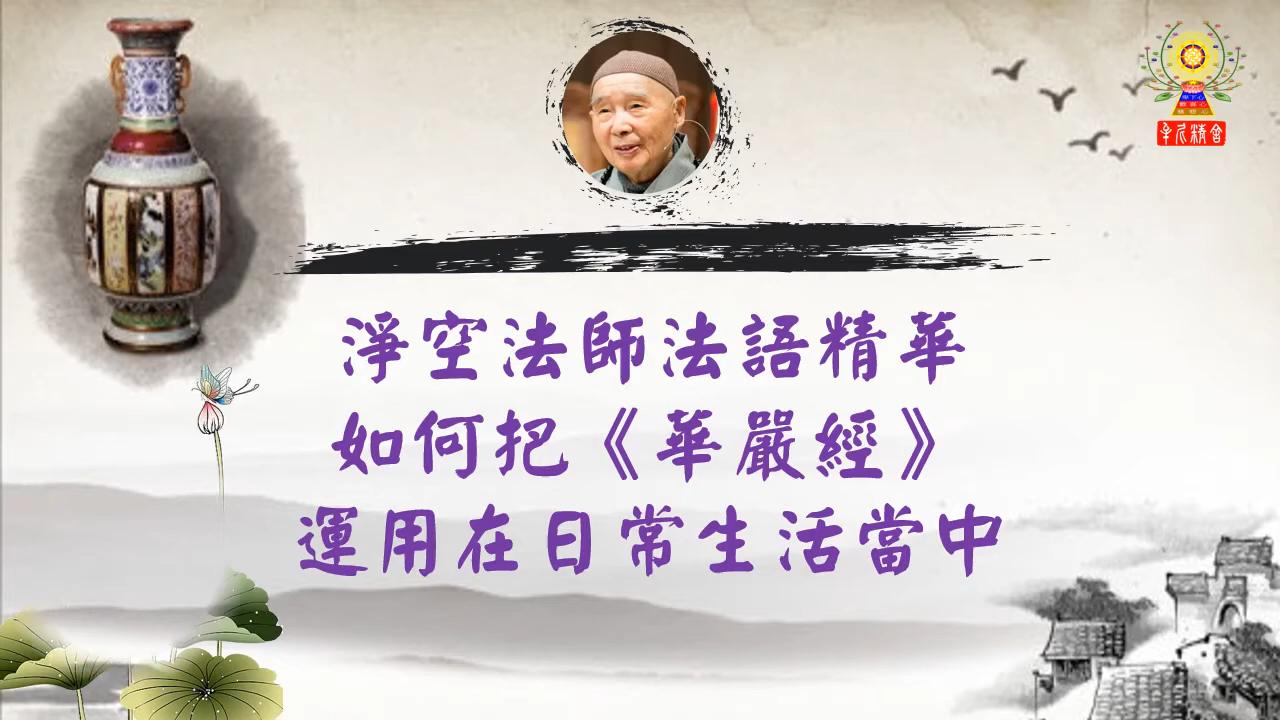 淨空法師法語精華
如何把《華嚴經》
運用在日常生活當中